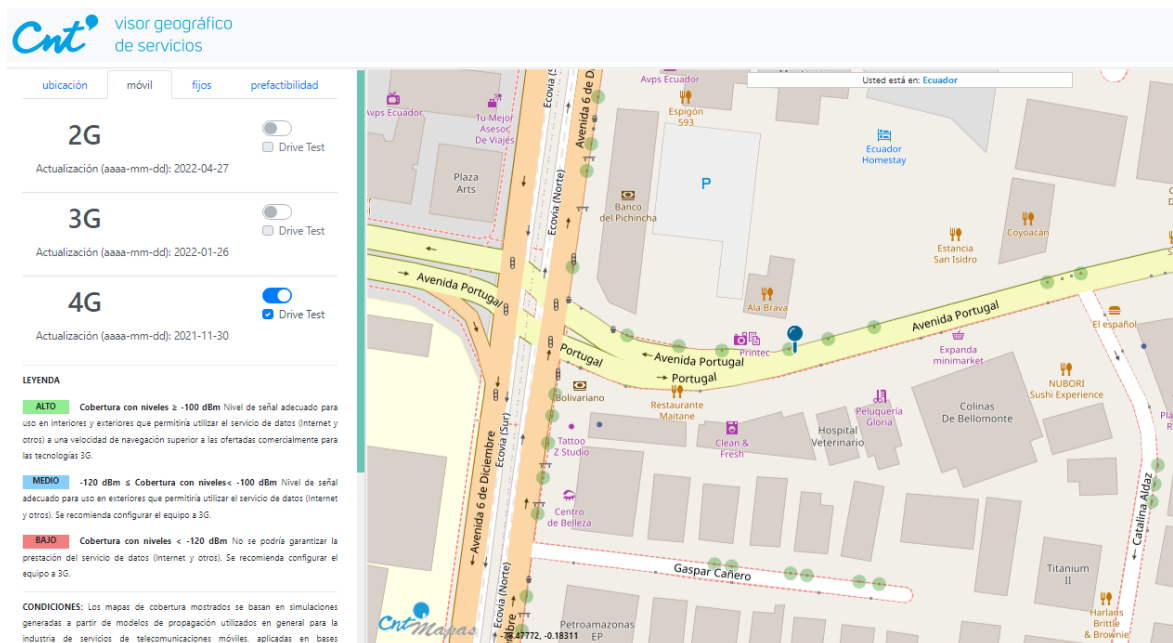 Cnt
visor geográfico
de servicios
ubicación
móvil
fijos
prefactibilidad
2G
Drive Test
Actualización (aaaa-mm-dd): 2022-04-27
3G
Drive Test
Actualización (aaaa-mm-dd): 2022-01-26
4G
Drive Test
Actualización (aaaa-mm-dd): 2021-11-30
LEYENDA
ALTO Cobertura con niveles ≥ -100 dBm Nivel de señal adecuado para
uso en interiores y exteriores que permitiría utilizar el servicio de datos (Internet y
otros) a una velocidad de navegación superior a las ofertadas comercialmente para
las tecnologías 3G.
MEDIO -120 dBm ≤ Cobertura con niveles< -100 dBm Nivel de señal
adecuado para uso en exteriores que permitiría utilizar el servicio de datos (Internet
y otros). Se recomienda configurar el equipo a 3G.
BAJO Cobertura con niveles < -120 dBm No se podría garantizar la
prestación del servicio de datos (Internet y otros). Se recomienda configurar el
equipo a 3G.
CONDICIONES: Los mapas de cobertura mostrados se basan en simulaciones
generadas a partir de modelos de propagación utilizados en general para la
industria de servicios de telecomunicaciones móviles, aplicadas en bases
Usted está en: Ecuador
Avps Ecuador
Avps Ecuador
Tu Mejor
Asesor
De Viajes
Espigón
593
Ecuador
Homestay
Plaza
Arts
P
Banco
del Pichincha
Ecovía (Norte)
Avenida 6 de D
Coyoacán
Estancia
San Isidro
Avenida Portugal
Ala Brava
Avenida Portugal
El español
Printec
Expanda
minimarket
Portugal
Avenida Portugal
Portugal
Bolivariano
Restaurante
Maitane
NUBORI
Sushi Experience
Peluquería
Gloria
Colinas
De Bellomonte
Hospital
Veterinario
Tattoo
Z Studio
Clean &
Fresh
Ecovía (Sur)
Avenida 6 de Diciembre
Centro
de Belleza
Catalina Aldaz
Gaspar Cañero
Titanium
II
Ecovía (Norte)
Harlans
Brittle
& Brownie
Petroamazonas
EP
Cnt Mapas
-78.47772, -0.18311